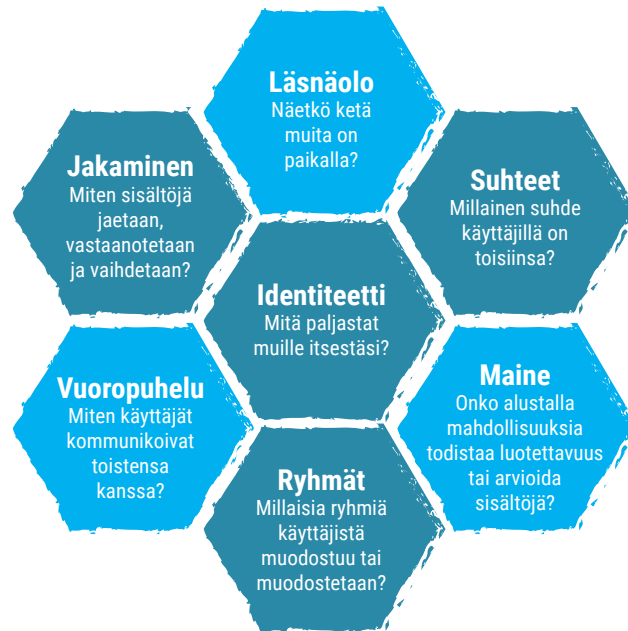 Läsnäolo
Näetkö ketä
muita on
paikalla?
Jakaminen
Miten sisältöjä
jaetaan,
vastaanotetaan
ja vaihdetaan?
Suhteet
Millainen suhde
käyttäjillä on
toisiinsa?
Identiteetti
Mitä paljastat
muille itsestäsi?
Vuoropuhelu
Miten käyttäjät
kommunikoivat
toistensa
kanssa?
Maine
Onko alustalla
mahdollisuuksia
todistaa luotettavuus
tai arvioida
sisältöjä?
Ryhmät
Millaisia ryhmiä
käyttäjistä
muodostuu tai
muodostetaan?